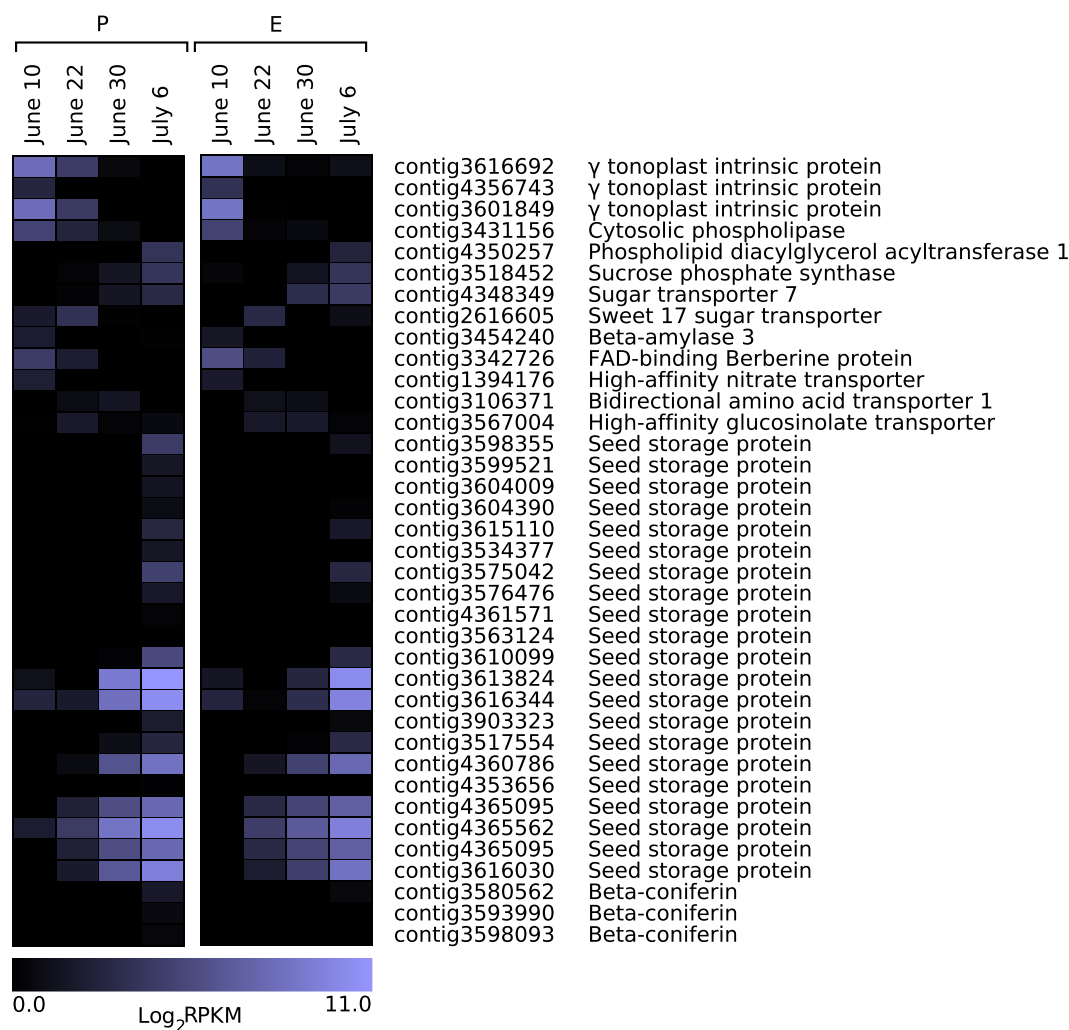 P E
June 10 June 22 June 30 July 6 June 10 June 22 June 30 July 6
contig3616692 γ tonoplast intrinsic protein
contig4356743 γ tonoplast intrinsic protein
contig3601849 γ tonoplast intrinsic protein
contig3431156 Cytosolic phospholipase
contig4350257 Phospholipid diacylglycerol acyltransferase 1
contig3518452 Sucrose phosphate synthase
contig4348349 Sugar transporter 7
contig2616605 Sweet 17 sugar transporter
contig3454240 Beta-amylase 3
contig3342726 FAD-binding Berberine protein
contig1394176 High-affinity nitrate transporter
contig3106371 Bidirectional amino acid transporter 1
contig3567004 High-affinity glucosinolate transporter
contig3598355 Seed storage protein
contig3599521 Seed storage protein
contig3604009 Seed storage protein
contig3604390 Seed storage protein
contig3615110 Seed storage protein
contig3534377 Seed storage protein
contig3575042 Seed storage protein
contig3576476 Seed storage protein
contig4361571 Seed storage protein
contig3563124 Seed storage protein
contig3610099 Seed storage protein
contig3613824 Seed storage protein
contig3616344 Seed storage protein
contig3903323 Seed storage protein
contig3517554 Seed storage protein
contig4360786 Seed storage protein
contig4353656 Seed storage protein
contig4365095 Seed storage protein
contig4365562 Seed storage protein
contig4365095 Seed storage protein
contig3616030 Seed storage protein
contig3580562 Beta-coniferin
contig3593990 Beta-coniferin
contig3598093 Beta-coniferin
0.0 11.0
Log₂RPKM